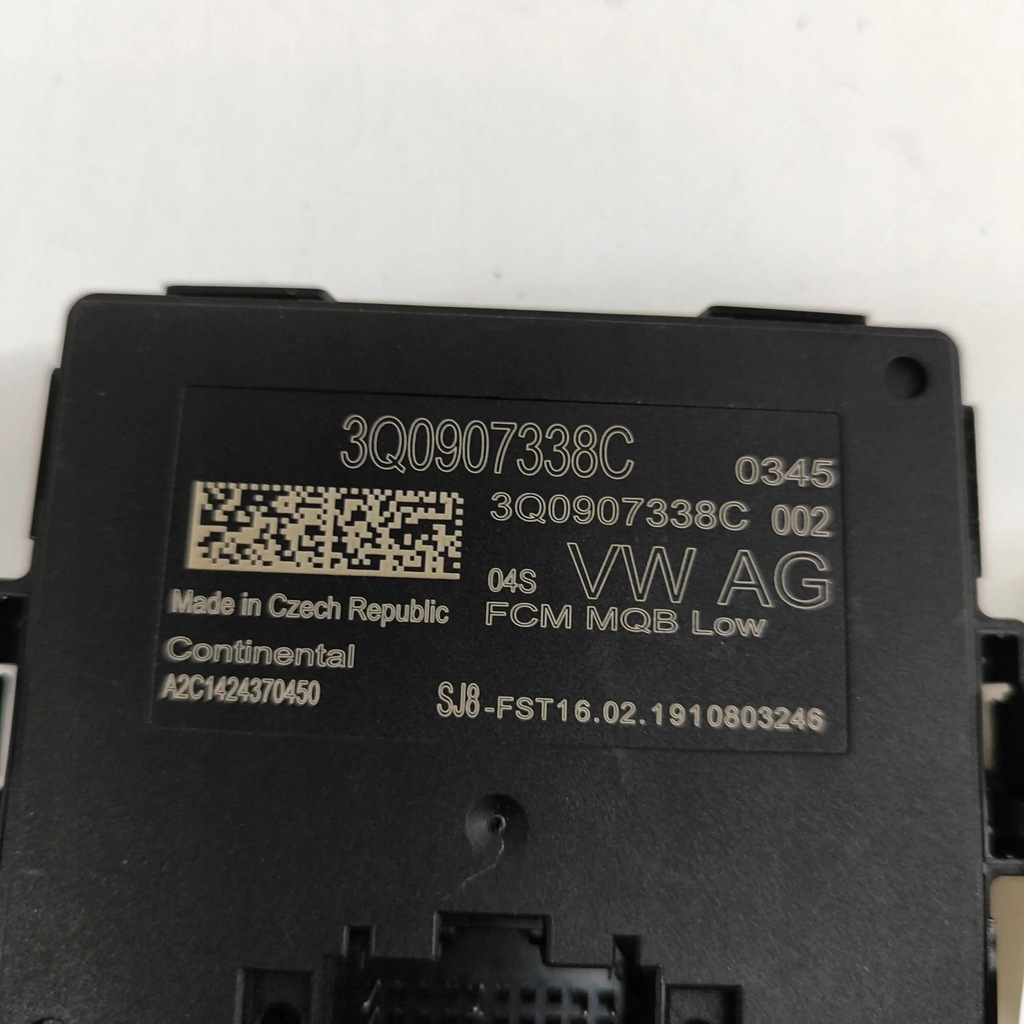 3Q0907338C
0345
3Q0907338C 002
04S VW AG
FCM MQB Low
Made in Czech Republic
Continental
A2C1424370450
SJ8-FST16.02.1910803246